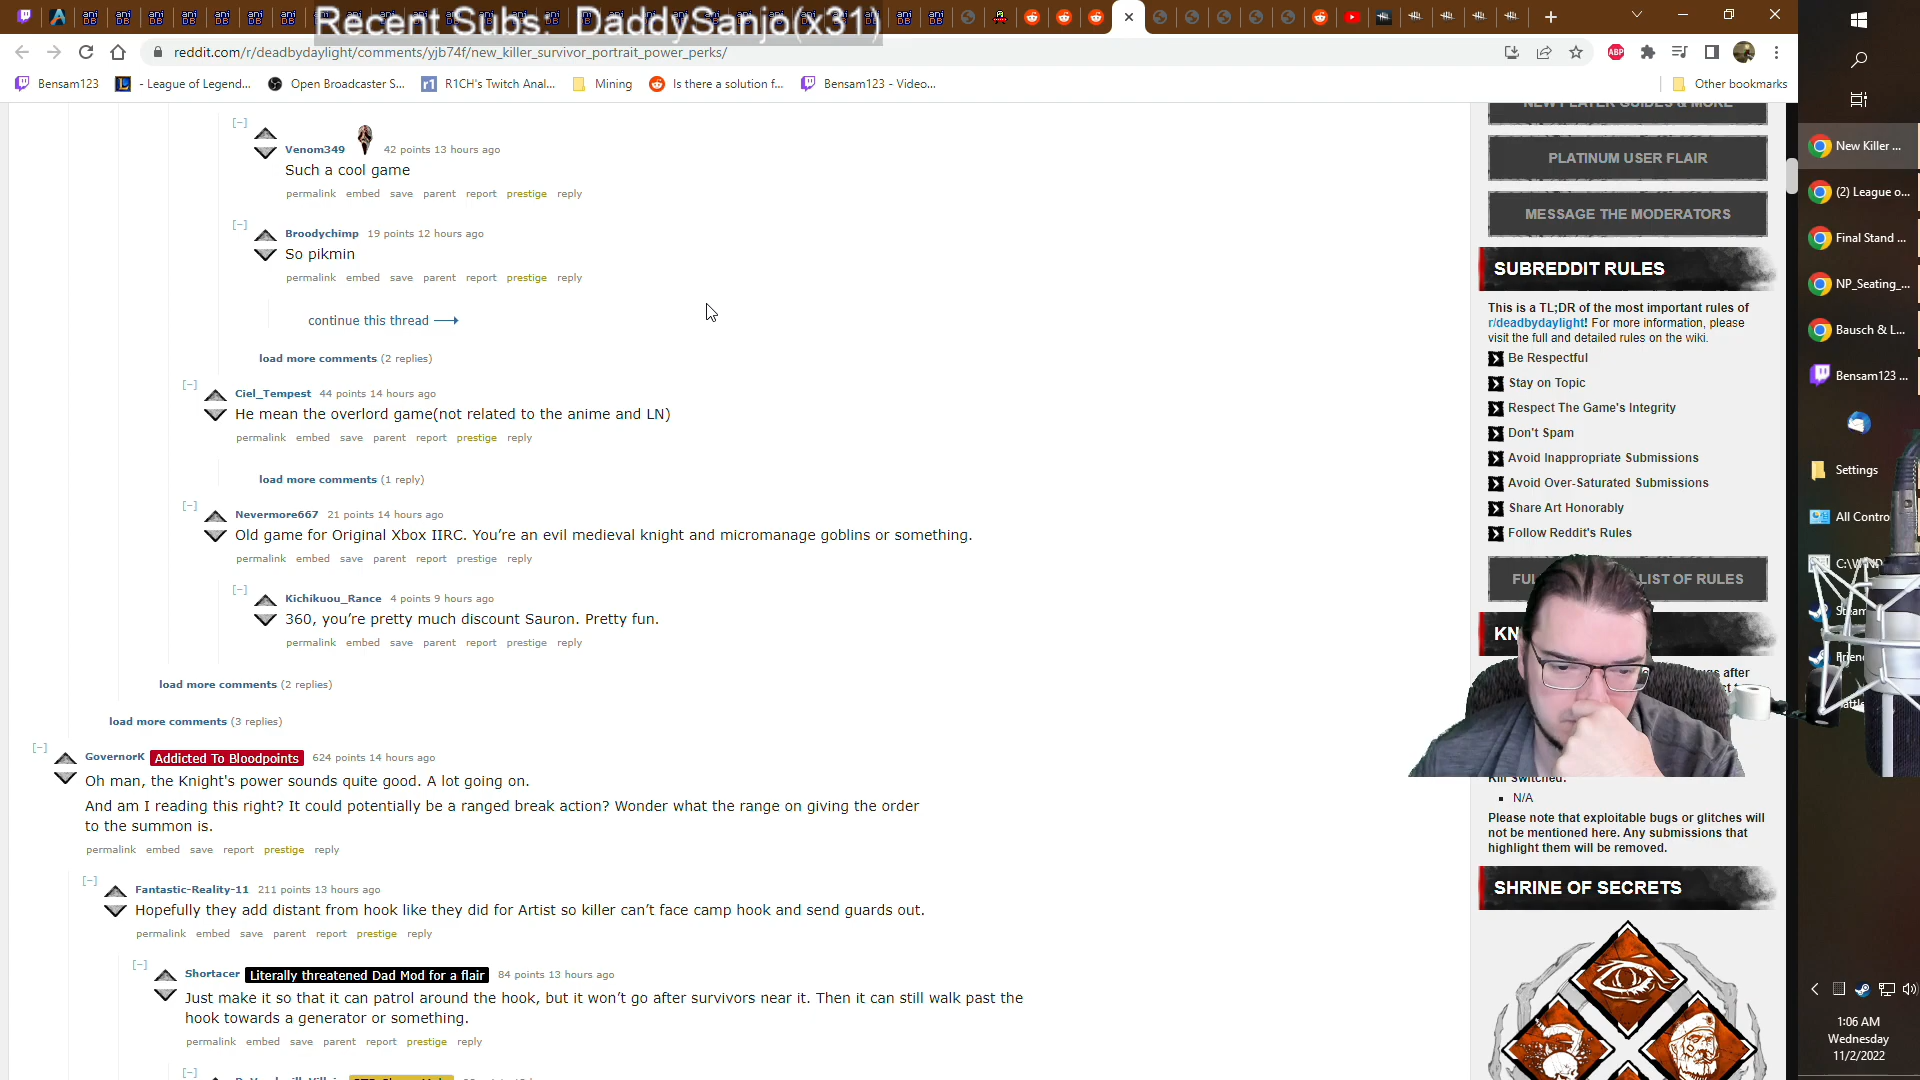 Recent Subs: DaddySanjo(x31)
reddit.com/r/deadbydaylight/comments/yjb74f/new_killer_survivor_portrait_power_perks/
Bensam123
- League of Legend...
Open Broadcaster S...
R1CH's Twitch Anal...
Mining
Is there a solution f...
Bensam123 - Video...
Other bookmarks
[-]
Venom349 42 points 13 hours ago
Such a cool game
permalink embed save parent report prestige reply
[-]
Broodychimp 19 points 12 hours ago
So pikmin
permalink embed save parent report prestige reply
continue this thread
load more comments (2 replies)
[-]
Ciel_Tempest 44 points 14 hours ago
He mean the overlord game(not related to the anime and LN)
permalink embed save parent report prestige reply
load more comments (1 reply)
[-]
Nevermore667 21 points 14 hours ago
Old game for Original Xbox IIRC. You’re an evil medieval knight and micromanage goblins or something.
permalink embed save parent report prestige reply
[-]
Kichikuou_Rance 4 points 9 hours ago
360, you’re pretty much discount Sauron. Pretty fun.
permalink embed save parent report prestige reply
load more comments (2 replies)
load more comments (3 replies)
[-]
GovernorK Addicted To Bloodpoints 624 points 14 hours ago
Oh man, the Knight's power sounds quite good. A lot going on.
And am I reading this right? It could potentially be a ranged break action? Wonder what the range on giving the order
to the summon is.
permalink embed save report prestige reply
[-]
Fantastic-Reality-11 211 points 13 hours ago
Hopefully they add distant from hook like they did for Artist so killer can’t face camp hook and send guards out.
permalink embed save parent report prestige reply
[-]
Shortacer Literally threatened Dad Mod for a flair 84 points 13 hours ago
Just make it so that it can patrol around the hook, but it won’t go after survivors near it. Then it can still walk past the
hook towards a generator or something.
permalink embed save parent report prestige reply
[-]
NEW PLAYER GUIDES & MORE
PLATINUM USER FLAIR
MESSAGE THE MODERATORS
SUBREDDIT RULES
This is a TL;DR of the most important rules of
r/deadbydaylight! For more information, please
visit the full and detailed rules on the wiki.
Be Respectful
Stay on Topic
Respect The Game's Integrity
Don't Spam
Avoid Inappropriate Submissions
Avoid Over-Saturated Submissions
Share Art Honorably
Follow Reddit's Rules
LIST OF RULES
KN
after
Kill Switched:
N/A
Please note that exploitable bugs or glitches will
not be mentioned here. Any submissions that
highlight them will be removed.
SHRINE OF SECRETS
New Killer ...
(2) League o...
Final Stand ...
NP_Seating_...
Bausch & L...
Bensam123 ...
Settings
All Contro
Steam
1:06 AM
Wednesday
11/2/2022